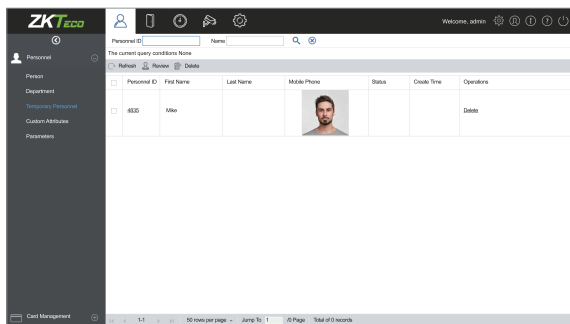 ZKTECO
Welcome, admin
Personnel
Person
Department
Temporary Personnel
Custom Attributes
Parameters
Card Management
Personnel ID Name
The current query conditions None
Refresh Review Delete
Personnel ID First Name Last Name Mobile Phone Status Create Time Operations
4835 Mike Delete
1-1 50 rows per page Jump To 1 /0 Page Total of 0 records